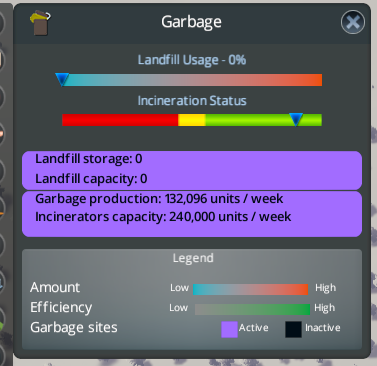 Garbage
Landfill Usage - 0%
Incineration Status
Landfill storage: 0
Landfill capacity: 0
Garbage production: 132,096 units / week
Incinerators capacity: 240,000 units / week
Legend
Amount Low High
Efficiency Low High
Garbage sites Active Inactive